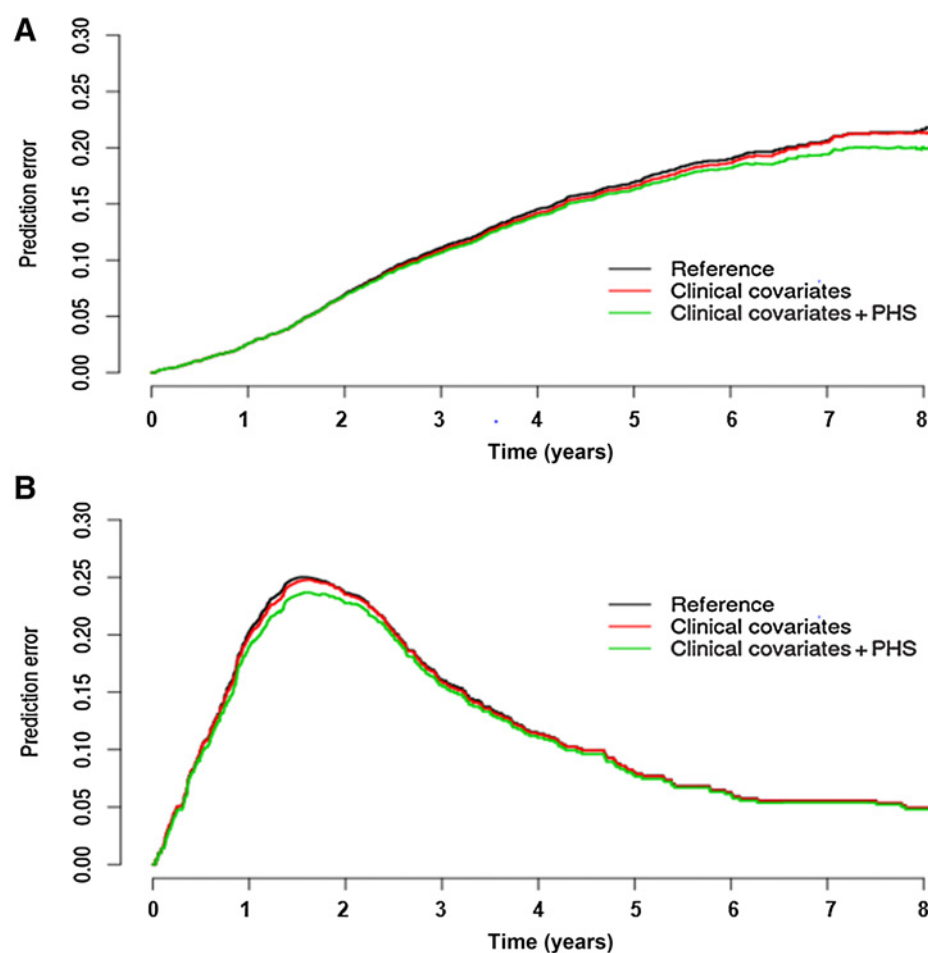 A
0.30
0.25
0.20
0.15
0.10
0.05
0.00
Prediction error
Reference
Clinical covariates
Clinical covariates + PHS
0 1 2 3 4 5 6 7 8
Time (years)
B
0.30
0.25
0.20
0.15
0.10
0.05
0.00
Prediction error
Reference
Clinical covariates
Clinical covariates + PHS
0 1 2 3 4 5 6 7 8
Time (years)